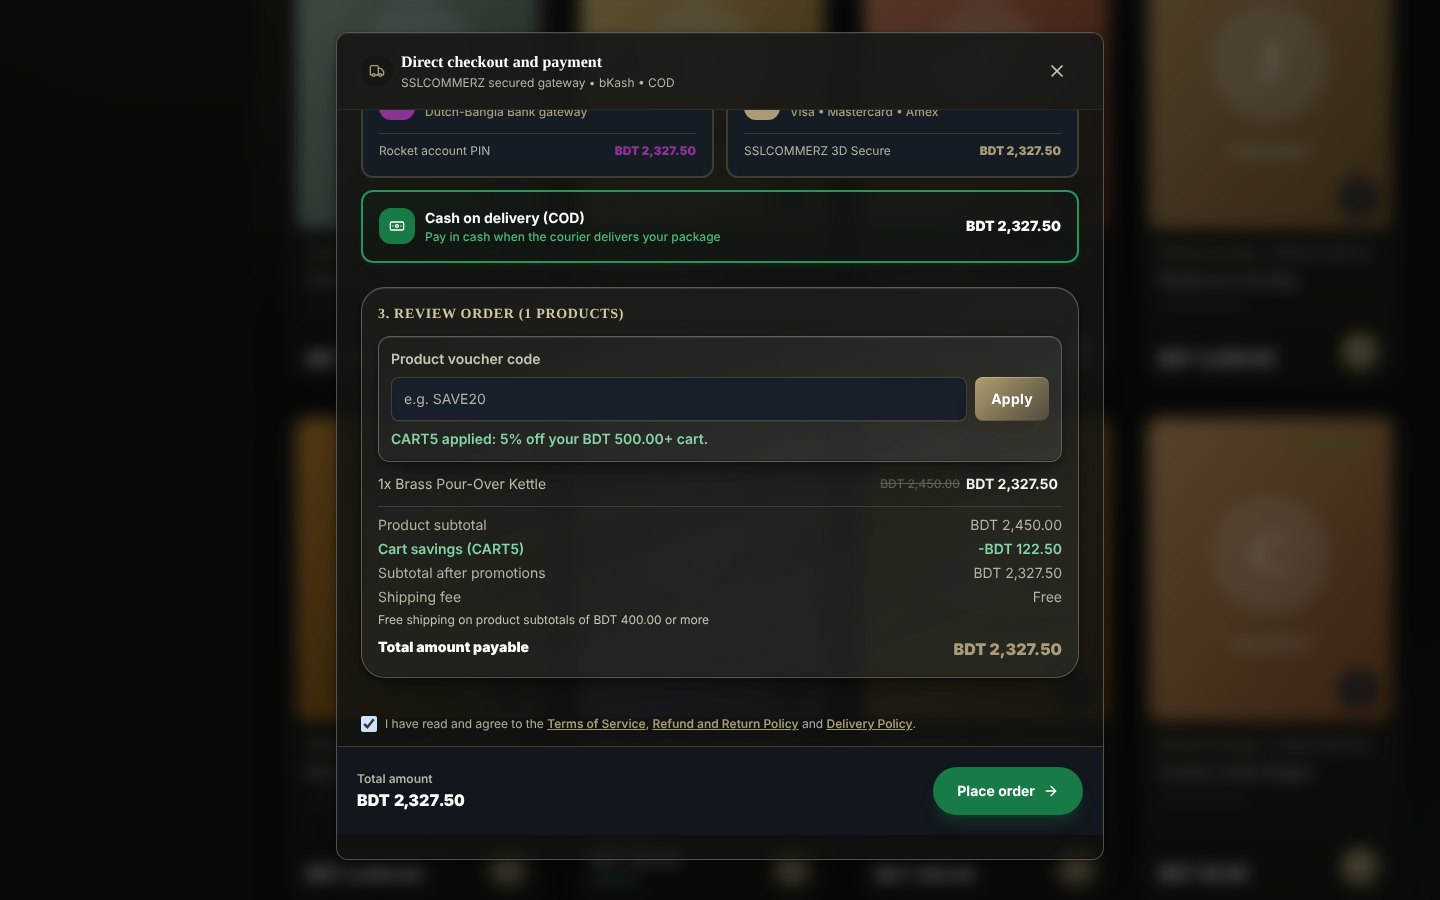 Direct checkout and payment
SSLCOMMERZ secured gateway • bKash • COD
Dutch-Bangla Bank gateway
Visa • Mastercard • Amex
Rocket account PIN
BDT 2,327.50
SSLCOMMERZ 3D Secure
BDT 2,327.50
Cash on delivery (COD)
Pay in cash when the courier delivers your package
BDT 2,327.50
3. REVIEW ORDER (1 PRODUCTS)
Product voucher code
e.g. SAVE20
Apply
CART5 applied: 5% off your BDT 500.00+ cart.
1x Brass Pour-Over Kettle
BDT 2,450.00 BDT 2,327.50
Product subtotal
BDT 2,450.00
Cart savings (CART5)
-BDT 122.50
Subtotal after promotions
BDT 2,327.50
Shipping fee
Free
Free shipping on product subtotals of BDT 400.00 or more
Total amount payable
BDT 2,327.50
I have read and agree to the Terms of Service, Refund and Return Policy and Delivery Policy.
Total amount
BDT 2,327.50
Place order